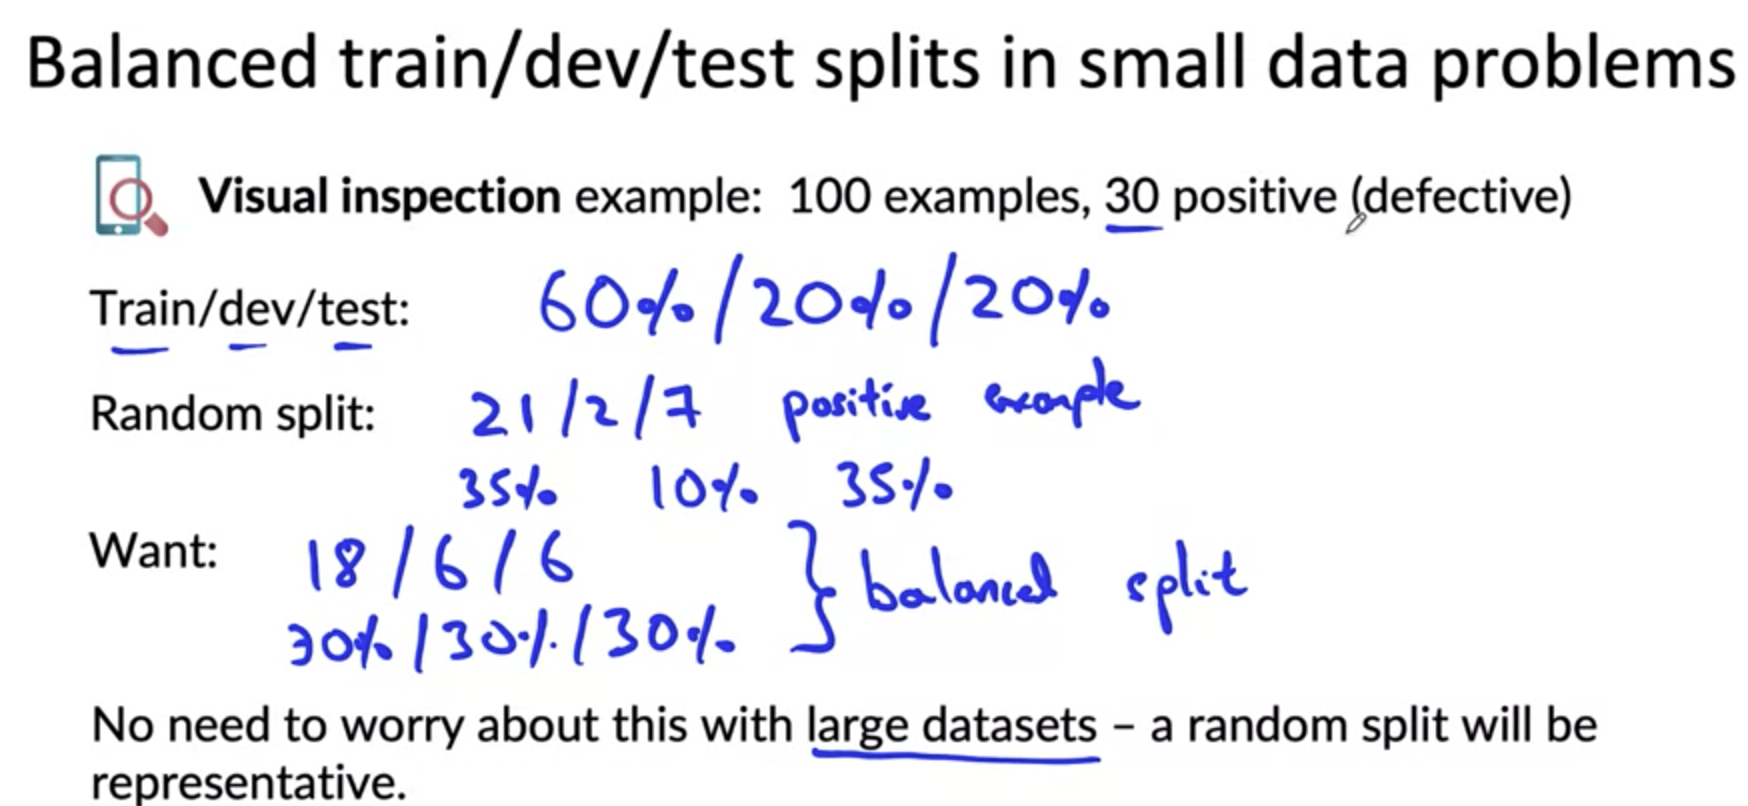 Balanced train/dev/test splits in small data problems
Visual inspection example: 100 examples, 30 positive (defective)
Train/dev/test: 60%/20%/20%
Random split: 21/2/7 positive example
35% 10% 35%
Want: 18/6/6 } balanced split
30%/30%/30%
No need to worry about this with large datasets – a random split will be
representative.